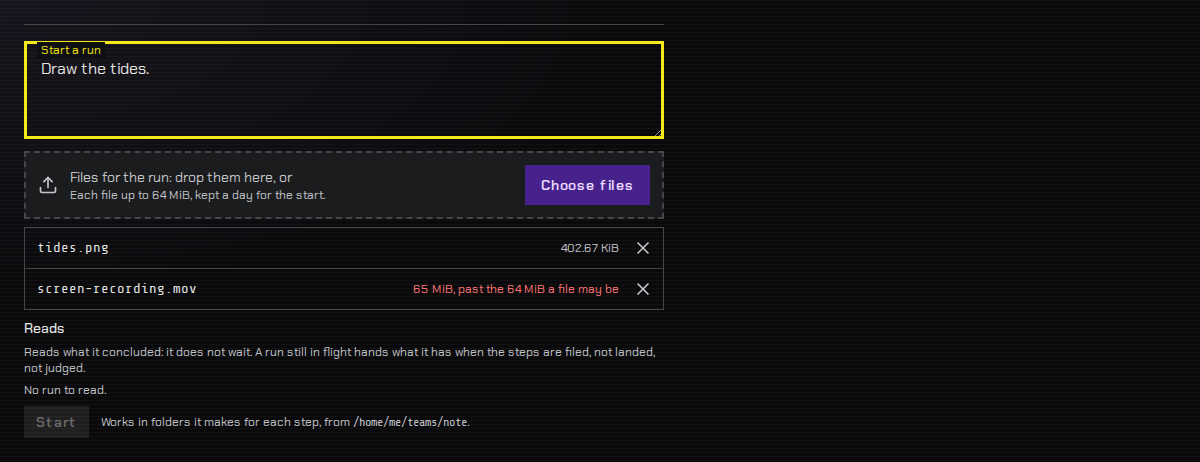 Start a run
Draw the tides.
Files for the run: drop them here, or
Each file up to 64 MiB, kept a day for the start.
Choose files
tides.png
402.67 KiB
screen-recording.mov
65 MiB, past the 64 MiB a file may be
Reads
Reads what it concluded: it does not wait. A run still in flight hands what it has when the steps are filed, not landed,
not judged.
No run to read.
Start
Works in folders it makes for each step, from /home/me/teams/note.